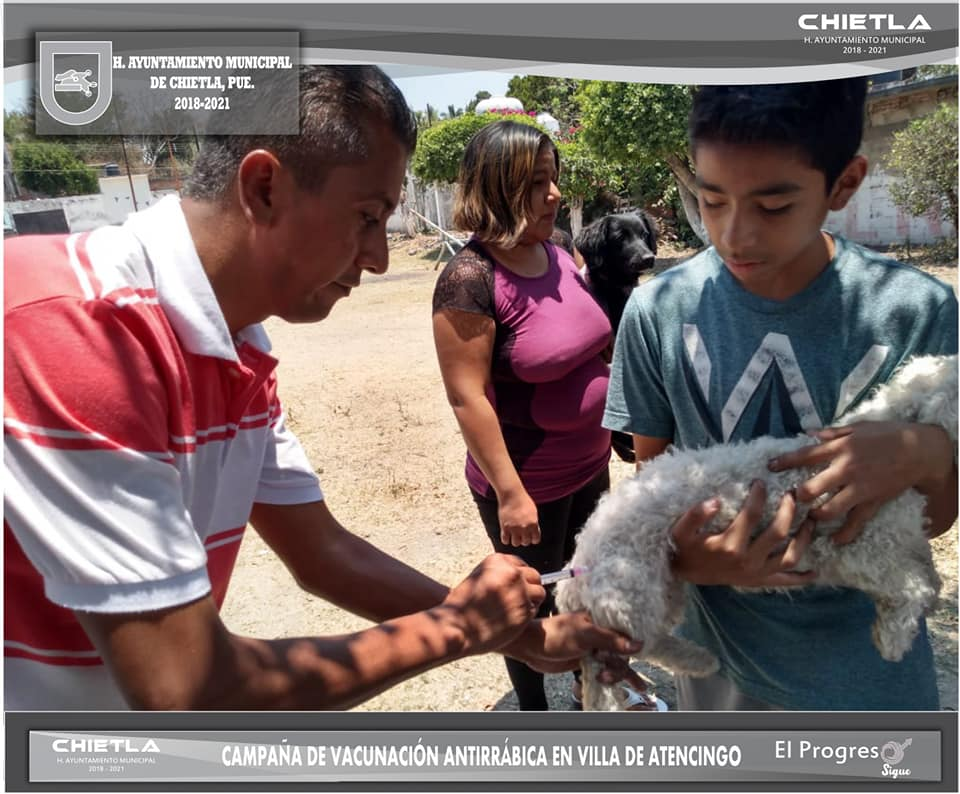 H. AYUNTAMIENTO MUNICIPAL
DE CHIETLA, PUE.
2018-2021
CHIETLA
H. AYUNTAMIENTO MUNICIPAL
2018 - 2021
W
CHIETLA
H. AYUNTAMIENTO MUNICIPAL
2018 - 2021
CAMPAÑA DE VACUNACIÓN ANTIRRÁBICA EN VILLA DE ATENCINGO
El Progreso
Sigue